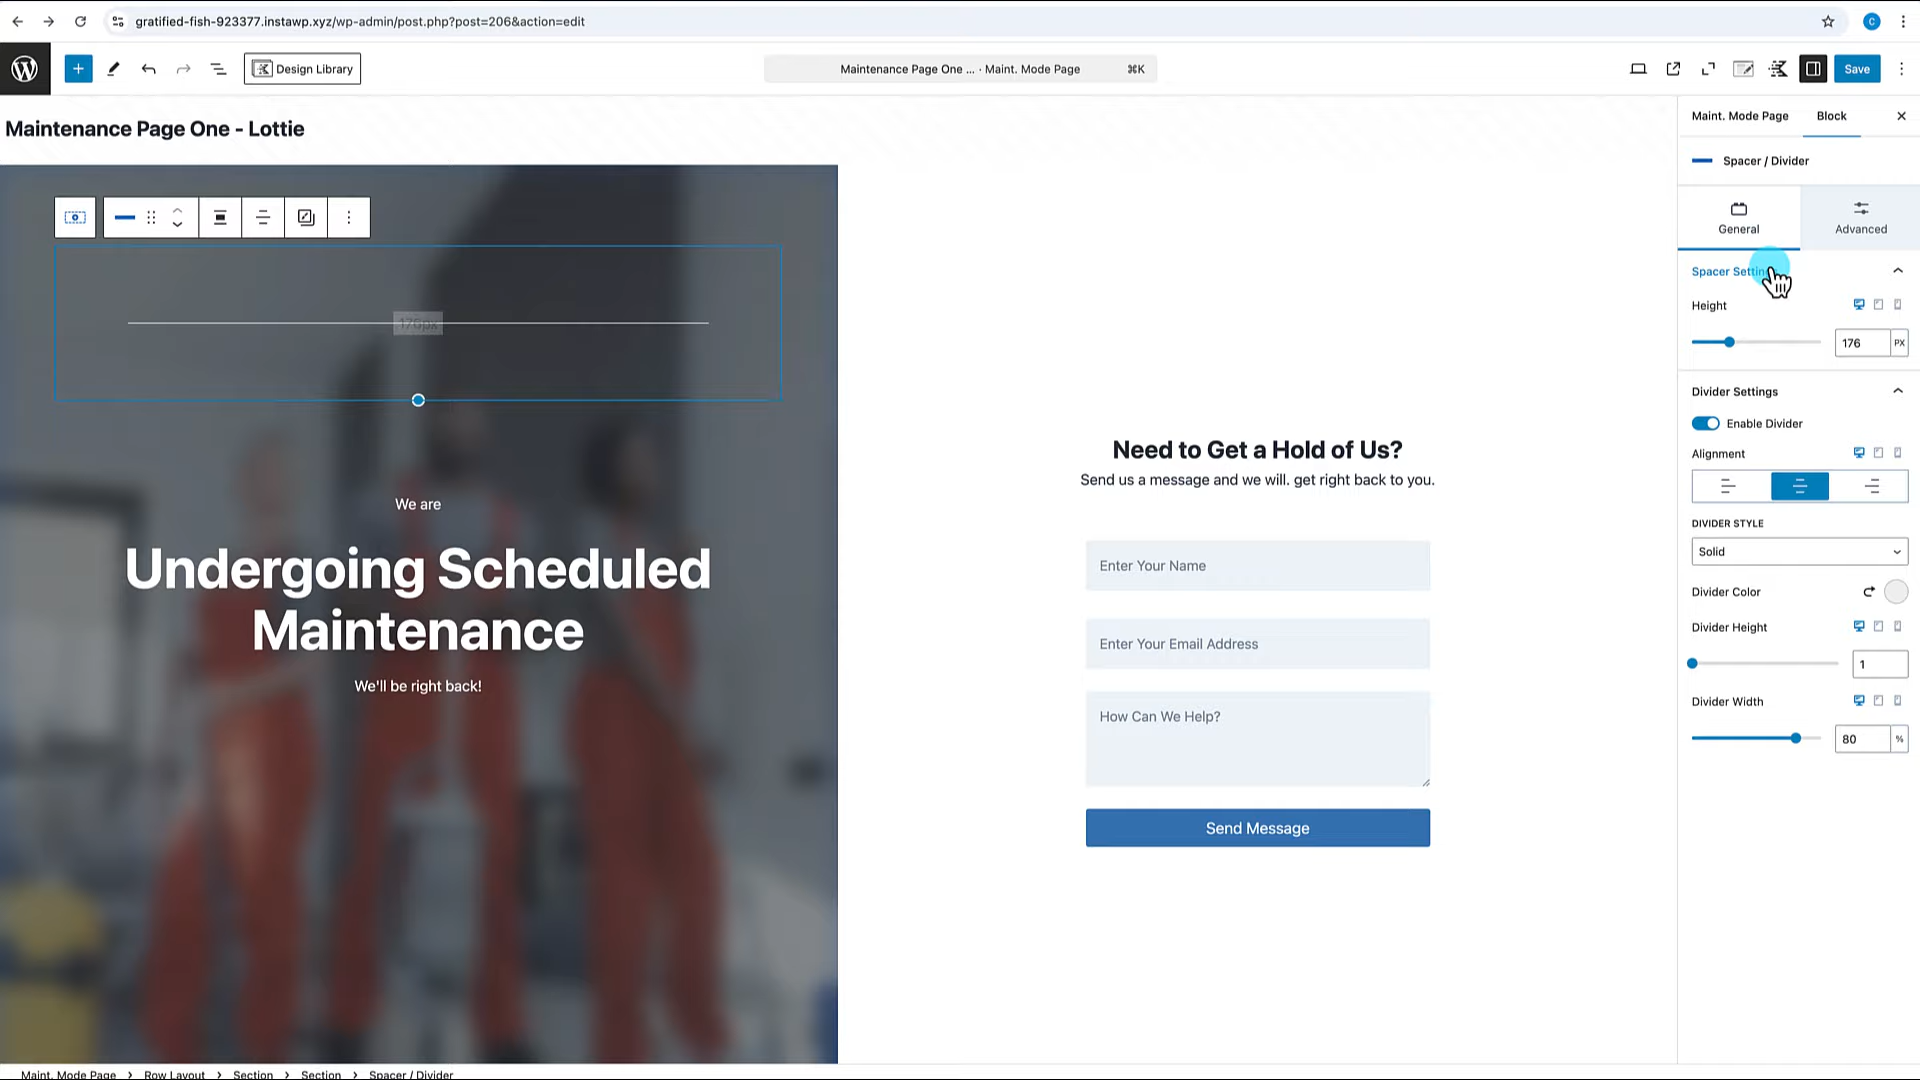 gratified-fish-923377.instawp.xyz/wp-admin/post.php?post=206&action=edit
C
Design Library
Maintenance Page One ... · Maint. Mode Page
⌘K
Save
Maintenance Page One - Lottie
Maint. Mode Page
Block
Spacer / Divider
General
Advanced
Spacer Settin
Height
176
PX
Divider Settings
Enable Divider
Alignment
DIVIDER STYLE
Solid
Divider Color
Divider Height
1
Divider Width
80
%
176px
We are
Undergoing Scheduled
Maintenance
We'll be right back!
Need to Get a Hold of Us?
Send us a message and we will. get right back to you.
Enter Your Name
Enter Your Email Address
How Can We Help?
Send Message
Maint. Mode Page > Row Layout > Section > Section > Spacer / Divider